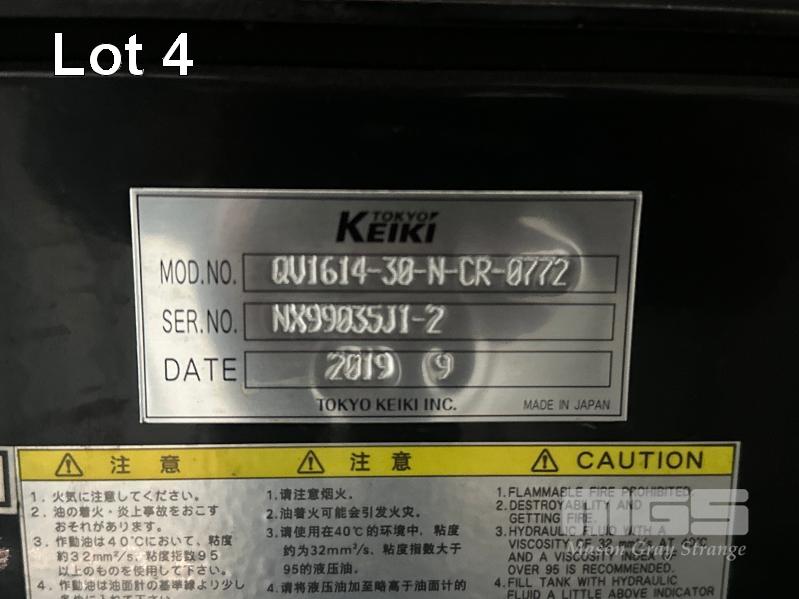 Lot 4
TOKYO
KEIKI
MOD.NO. QV1614-30-N-CR-0772
SER.NO. NX99035J1-2
DATE 2019 9
TOKYO KEIKI INC. MADE IN JAPAN
注意
1. 火気に注意してください。
2. 油の着火・炎上事故をおこす
おそれがあります。
3. 作動油は40℃において、粘度
約32mm²/s、粘度指数95
以上のものを使用して下さい。
4. 作動油は油面計の基準線より少し
注意
1.请注意烟火。
2.油着火可能会引发火灾。
3.请使用在40℃的环境中，粘度
约为32mm²/s，粘度指数大于
95的液压油。
4.请将液压油加至略高于油面计的
CAUTION
1.FLAMMABLE FIRE PROHIBITED.
2.DESTROYABILITY AND
GETTING FIRE.
3.HYDRAULIC FLUID WITH A
VISCOSITY OF 32 mm²/s AT 40℃
AND A VISCOSITY INDEX OF
OVER 95 IS RECOMMENDED.
4.FILL TANK WITH HYDRAULIC
FLUID A LITTLE ABOVE INDICATOR
MGS
Mason Gray Strange